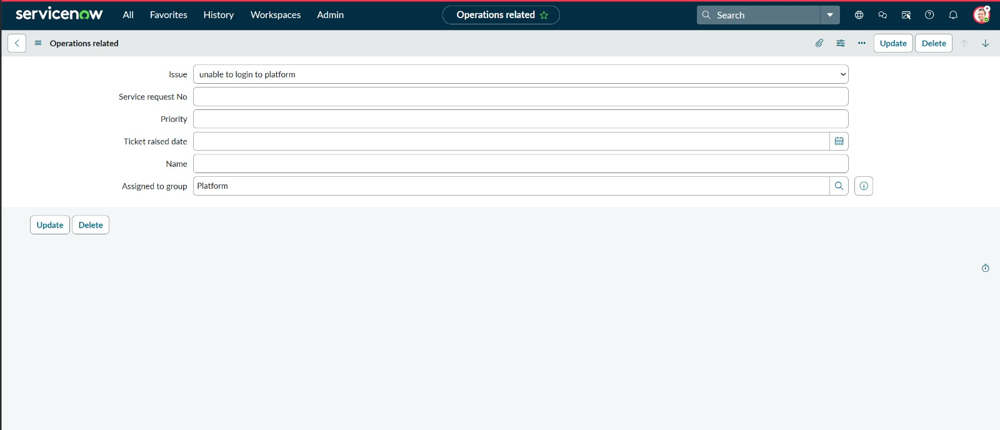 servicenow All Favorites History Workspaces Admin Operations related Search
Operations related Update Delete
Issue unable to login to platform
Service request No
Priority
Ticket raised date
Name
Assigned to group Platform
Update Delete